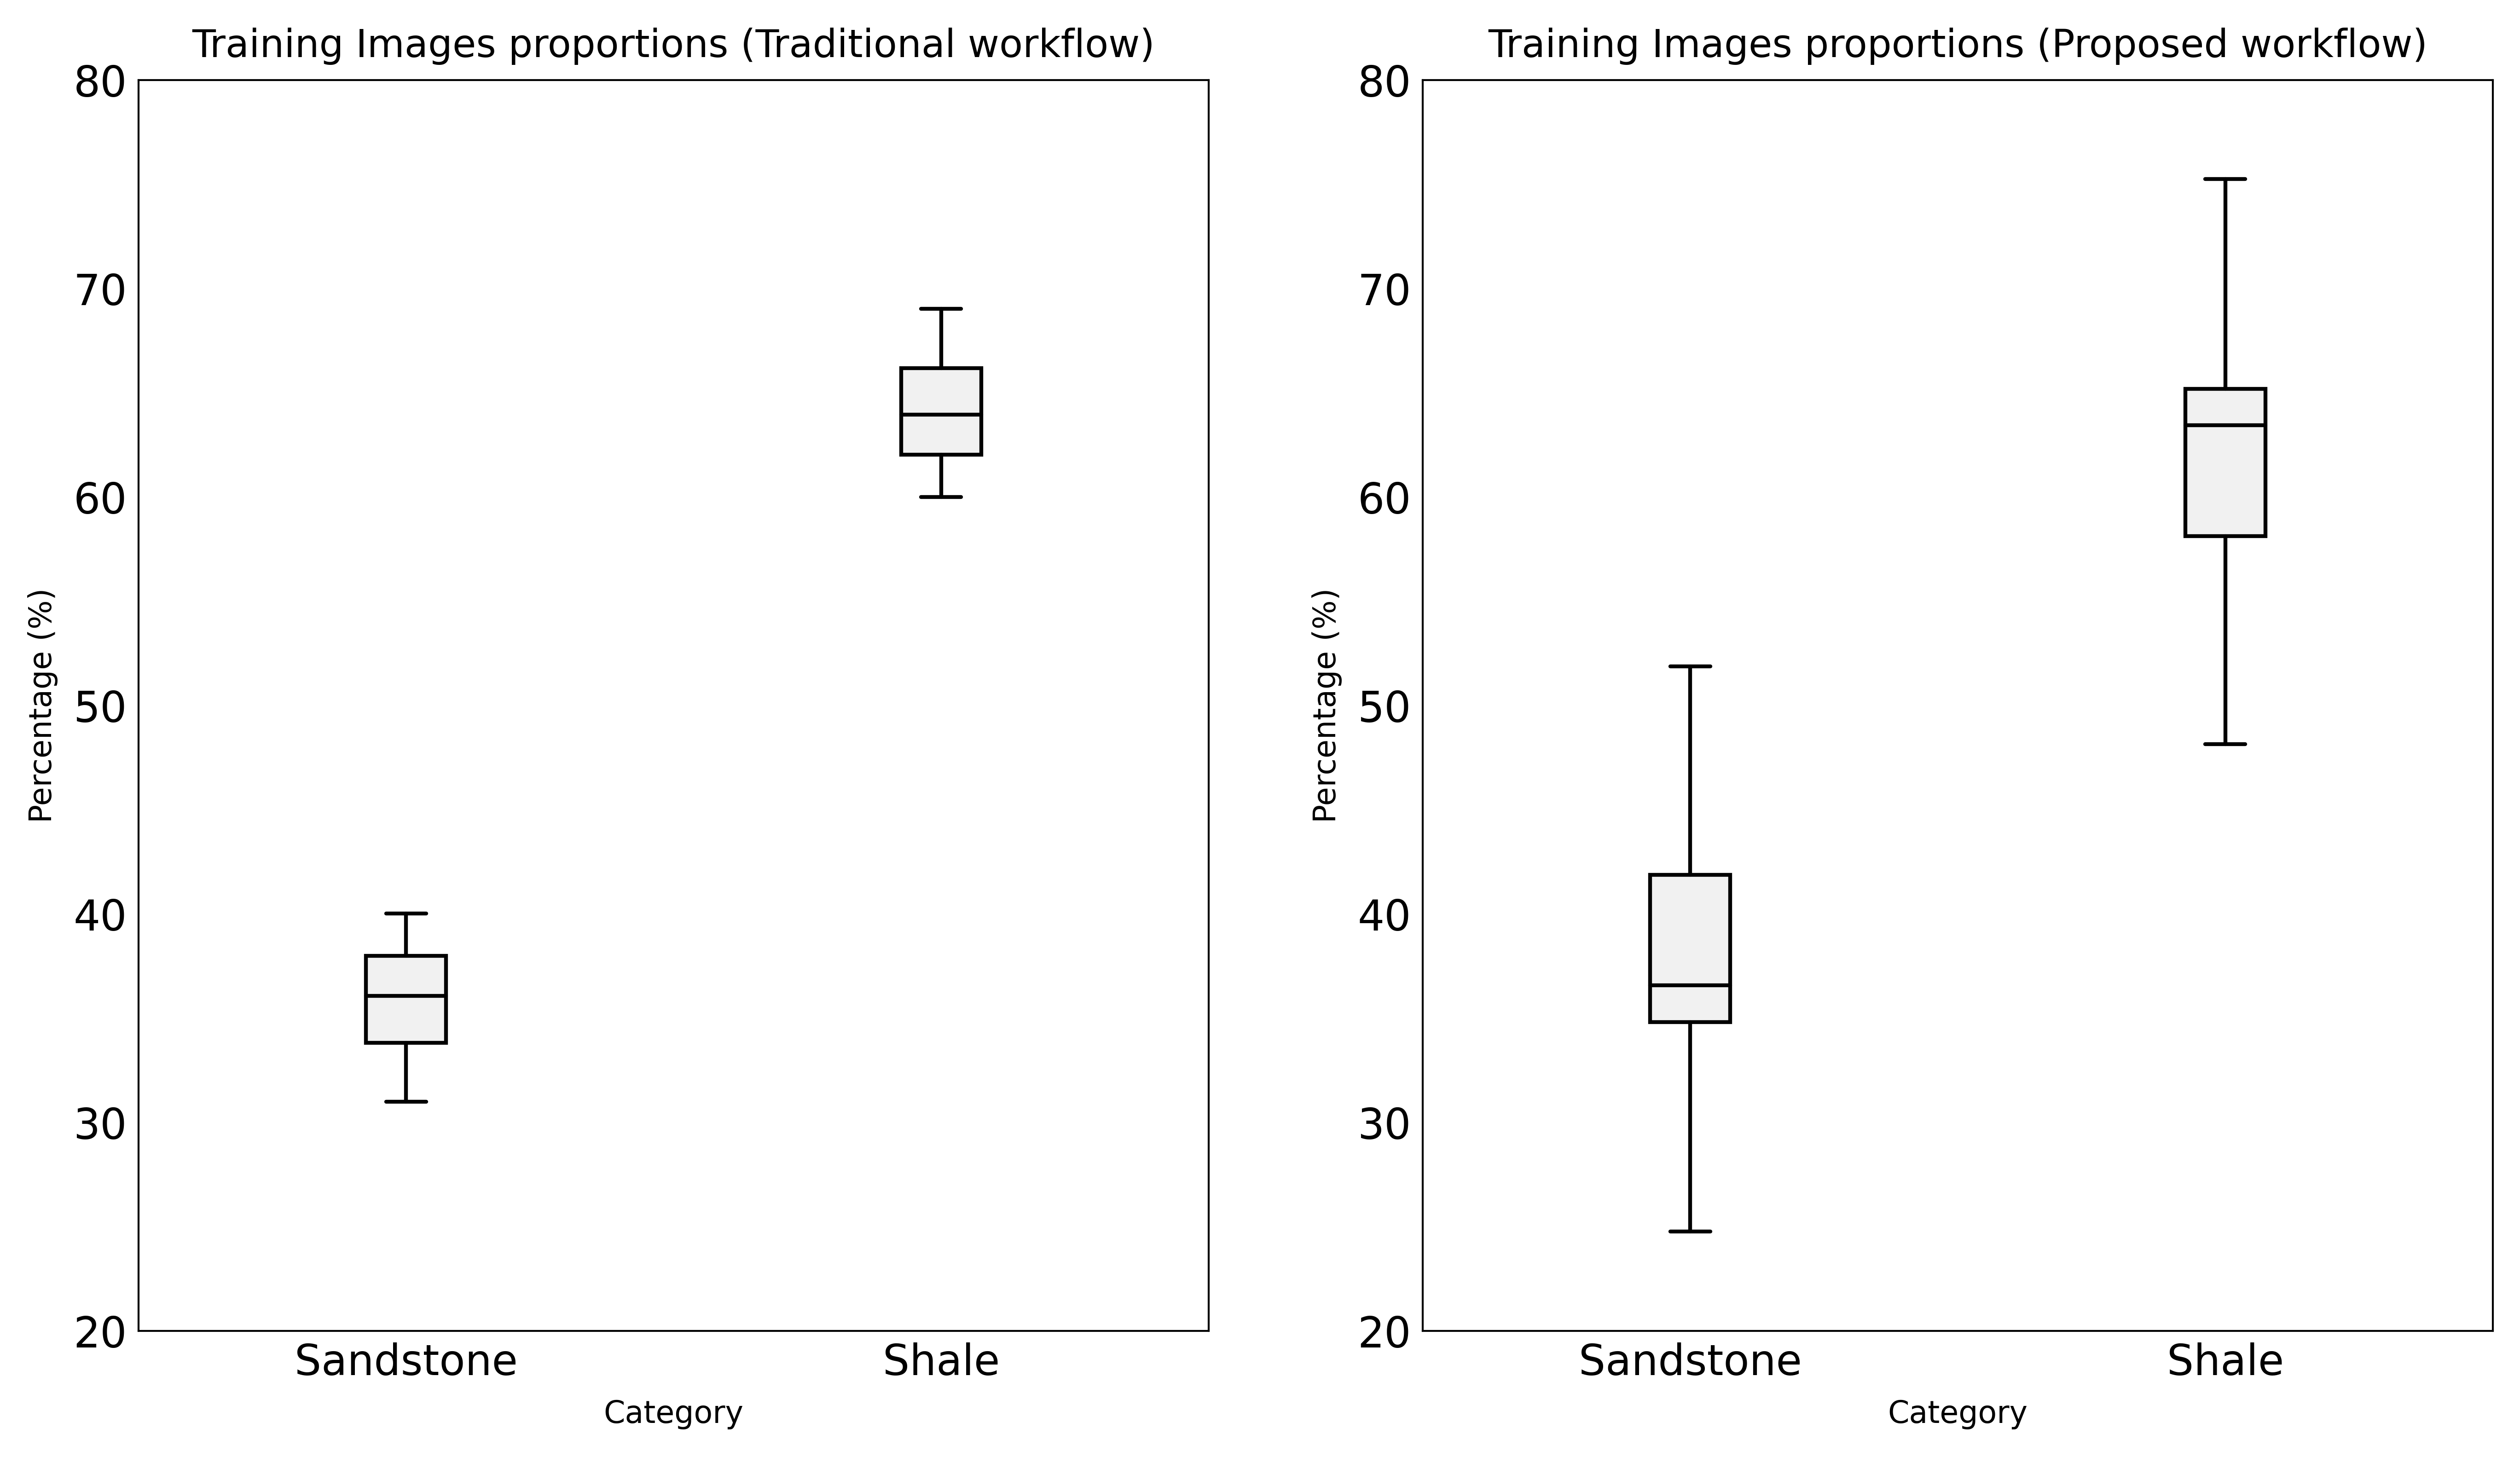 Training Images proportions (Traditional workflow)
80
70
60
50
40
30
20
Percentage (%)
Sandstone
Shale
Category
Training Images proportions (Proposed workflow)
80
70
60
50
40
30
20
Percentage (%)
Sandstone
Shale
Category